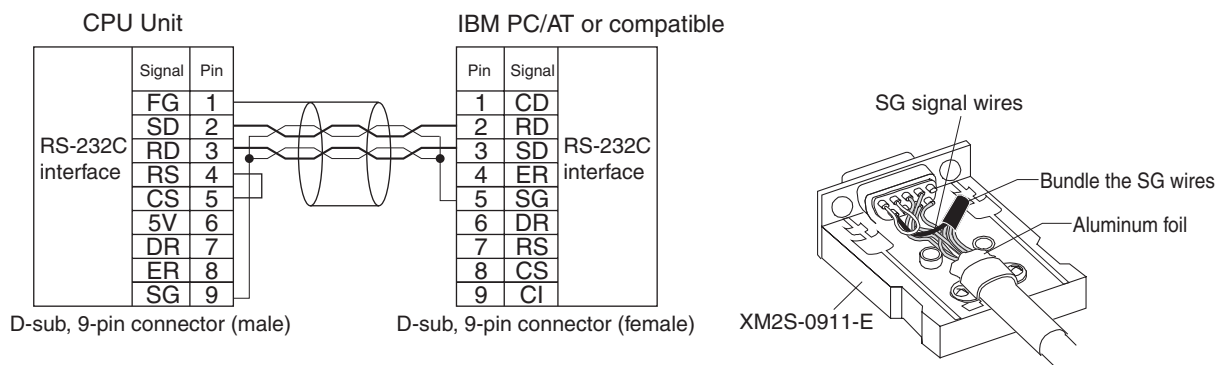 CPU Unit
IBM PC/AT or compatible
RS-232C
interface
Signal Pin
FG 1
SD 2
RD 3
RS 4
CS 5
5V 6
DR 7
ER 8
SG 9
Pin Signal
1 CD
2 RD
3 SD
4 ER
5 SG
6 DR
7 RS
8 CS
9 CI
RS-232C
interface
D-sub, 9-pin connector (male)
D-sub, 9-pin connector (female)
SG signal wires
Bundle the SG wires
Aluminum foil
XM2S-0911-E